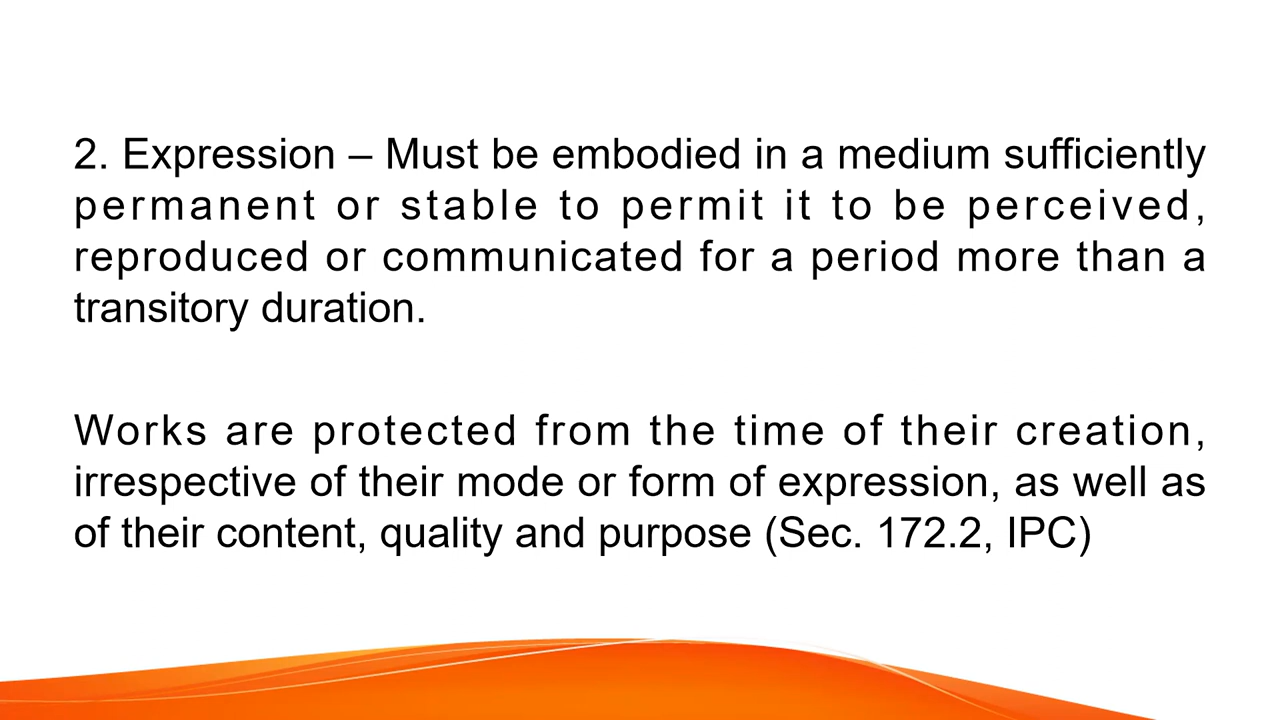 2. Expression – Must be embodied in a medium sufficiently
permanent or stable to permit it to be perceived,
reproduced or communicated for a period more than a
transitory duration.
Works are protected from the time of their creation,
irrespective of their mode or form of expression, as well as
of their content, quality and purpose (Sec. 172.2, IPC)